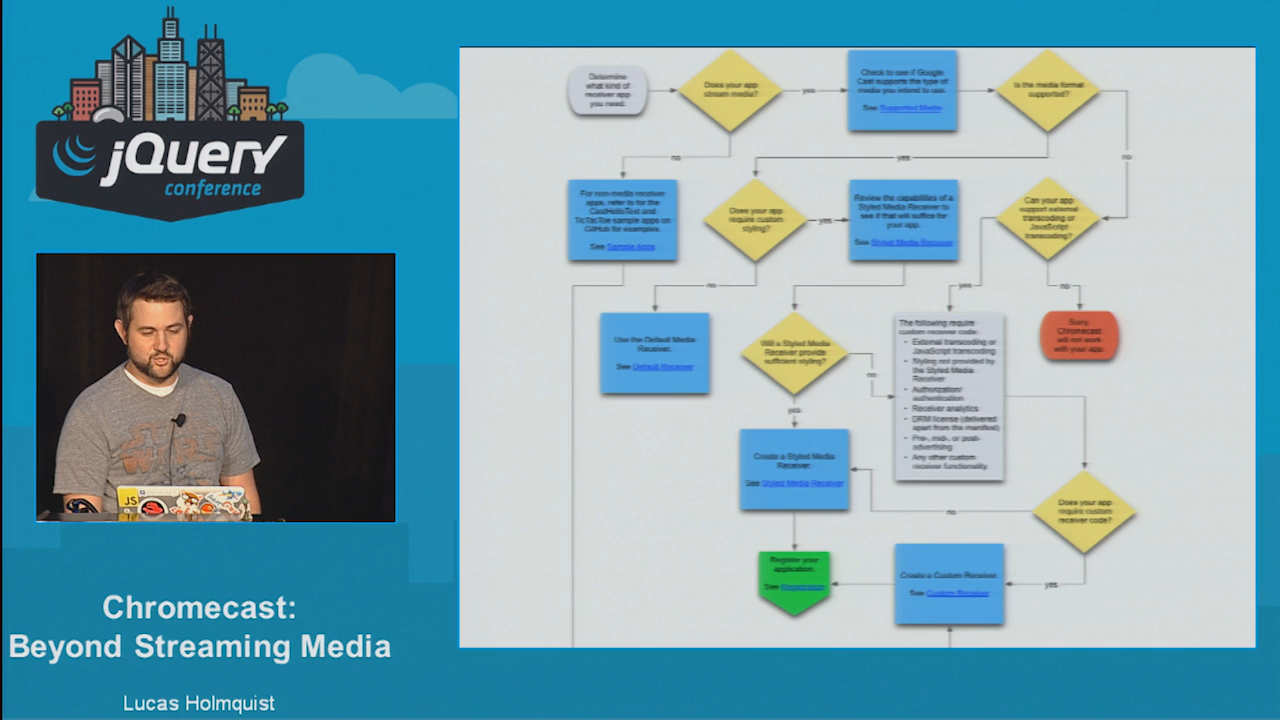 jQuery
conference
Chromecast:
Beyond Streaming Media
Lucas Holmquist
JS
Determine
what kind of
receiver app
you need.
Does your app
stream media?
yes
Check to see if Google
Cast supports the type of
media you intend to use.
See Supported Media
Is the media format
supported?
no
yes
no
For non-media receiver
apps, refer to for the
CastHelloText and
TicTacToe sample apps on
GitHub for examples.
See Sample Apps
Does your app
require custom
styling?
yes
Review the capabilities of a
Styled Media Receiver to
see if that will suffice for
your app.
See Styled Media Receiver
Can your app
support external
transcoding or
JavaScript
transcoding?
no
yes
no
Use the Default Media
Receiver.
See Default Receiver
Will a Styled Media
Receiver provide
sufficient styling?
no
yes
The following require
custom receiver code:
• External transcoding or
JavaScript transcoding
• Styling not provided by
the Styled Media
Receiver
• Authorization/
authentication
• Receiver analytics
• DRM license (delivered
apart from the manifest)
• Pre-, mid-, or post-
advertising
• Any other custom
receiver functionality
Sorry,
Chromecast
will not work
with your app.
Create a Styled Media
Receiver.
See Styled Media Receiver
no
Does your app
require custom
receiver code?
yes
Register your
application.
See Registration
Create a Custom Receiver.
See Custom Receiver